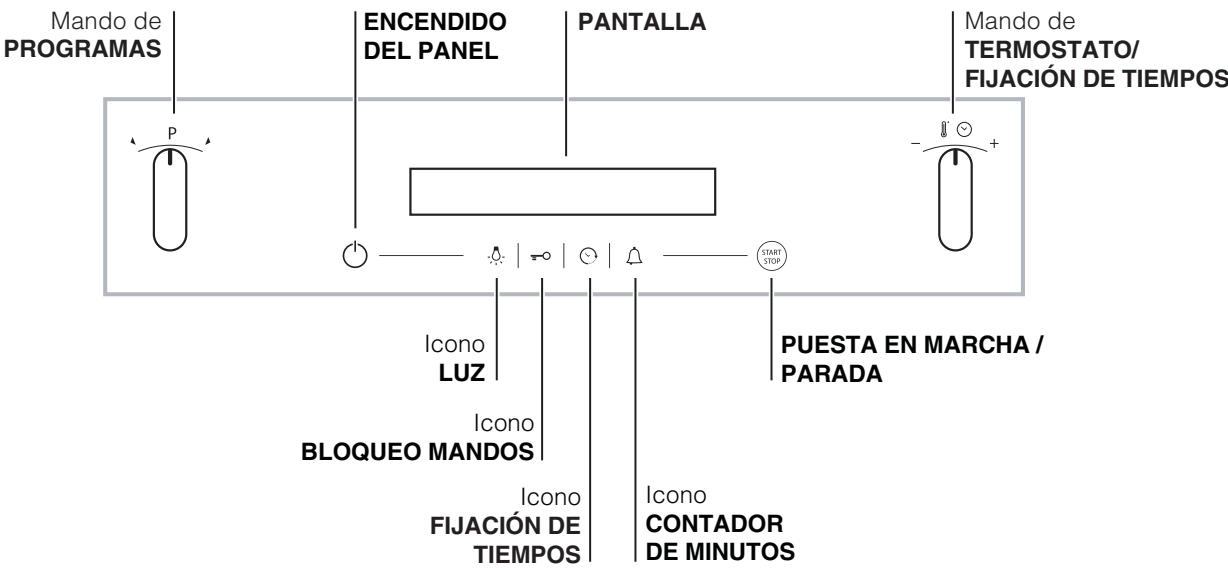 Mando de
PROGRAMAS
ENCENDIDO
DEL PANEL
PANTALLA
Mando de
TERMOSTATO/
FIJACIÓN DE TIEMPOS
P
- +
START
STOP
Icono
LUZ
PUESTA EN MARCHA /
PARADA
Icono
BLOQUEO MANDOS
Icono
FIJACIÓN DE
TIEMPOS
Icono
CONTADOR
DE MINUTOS